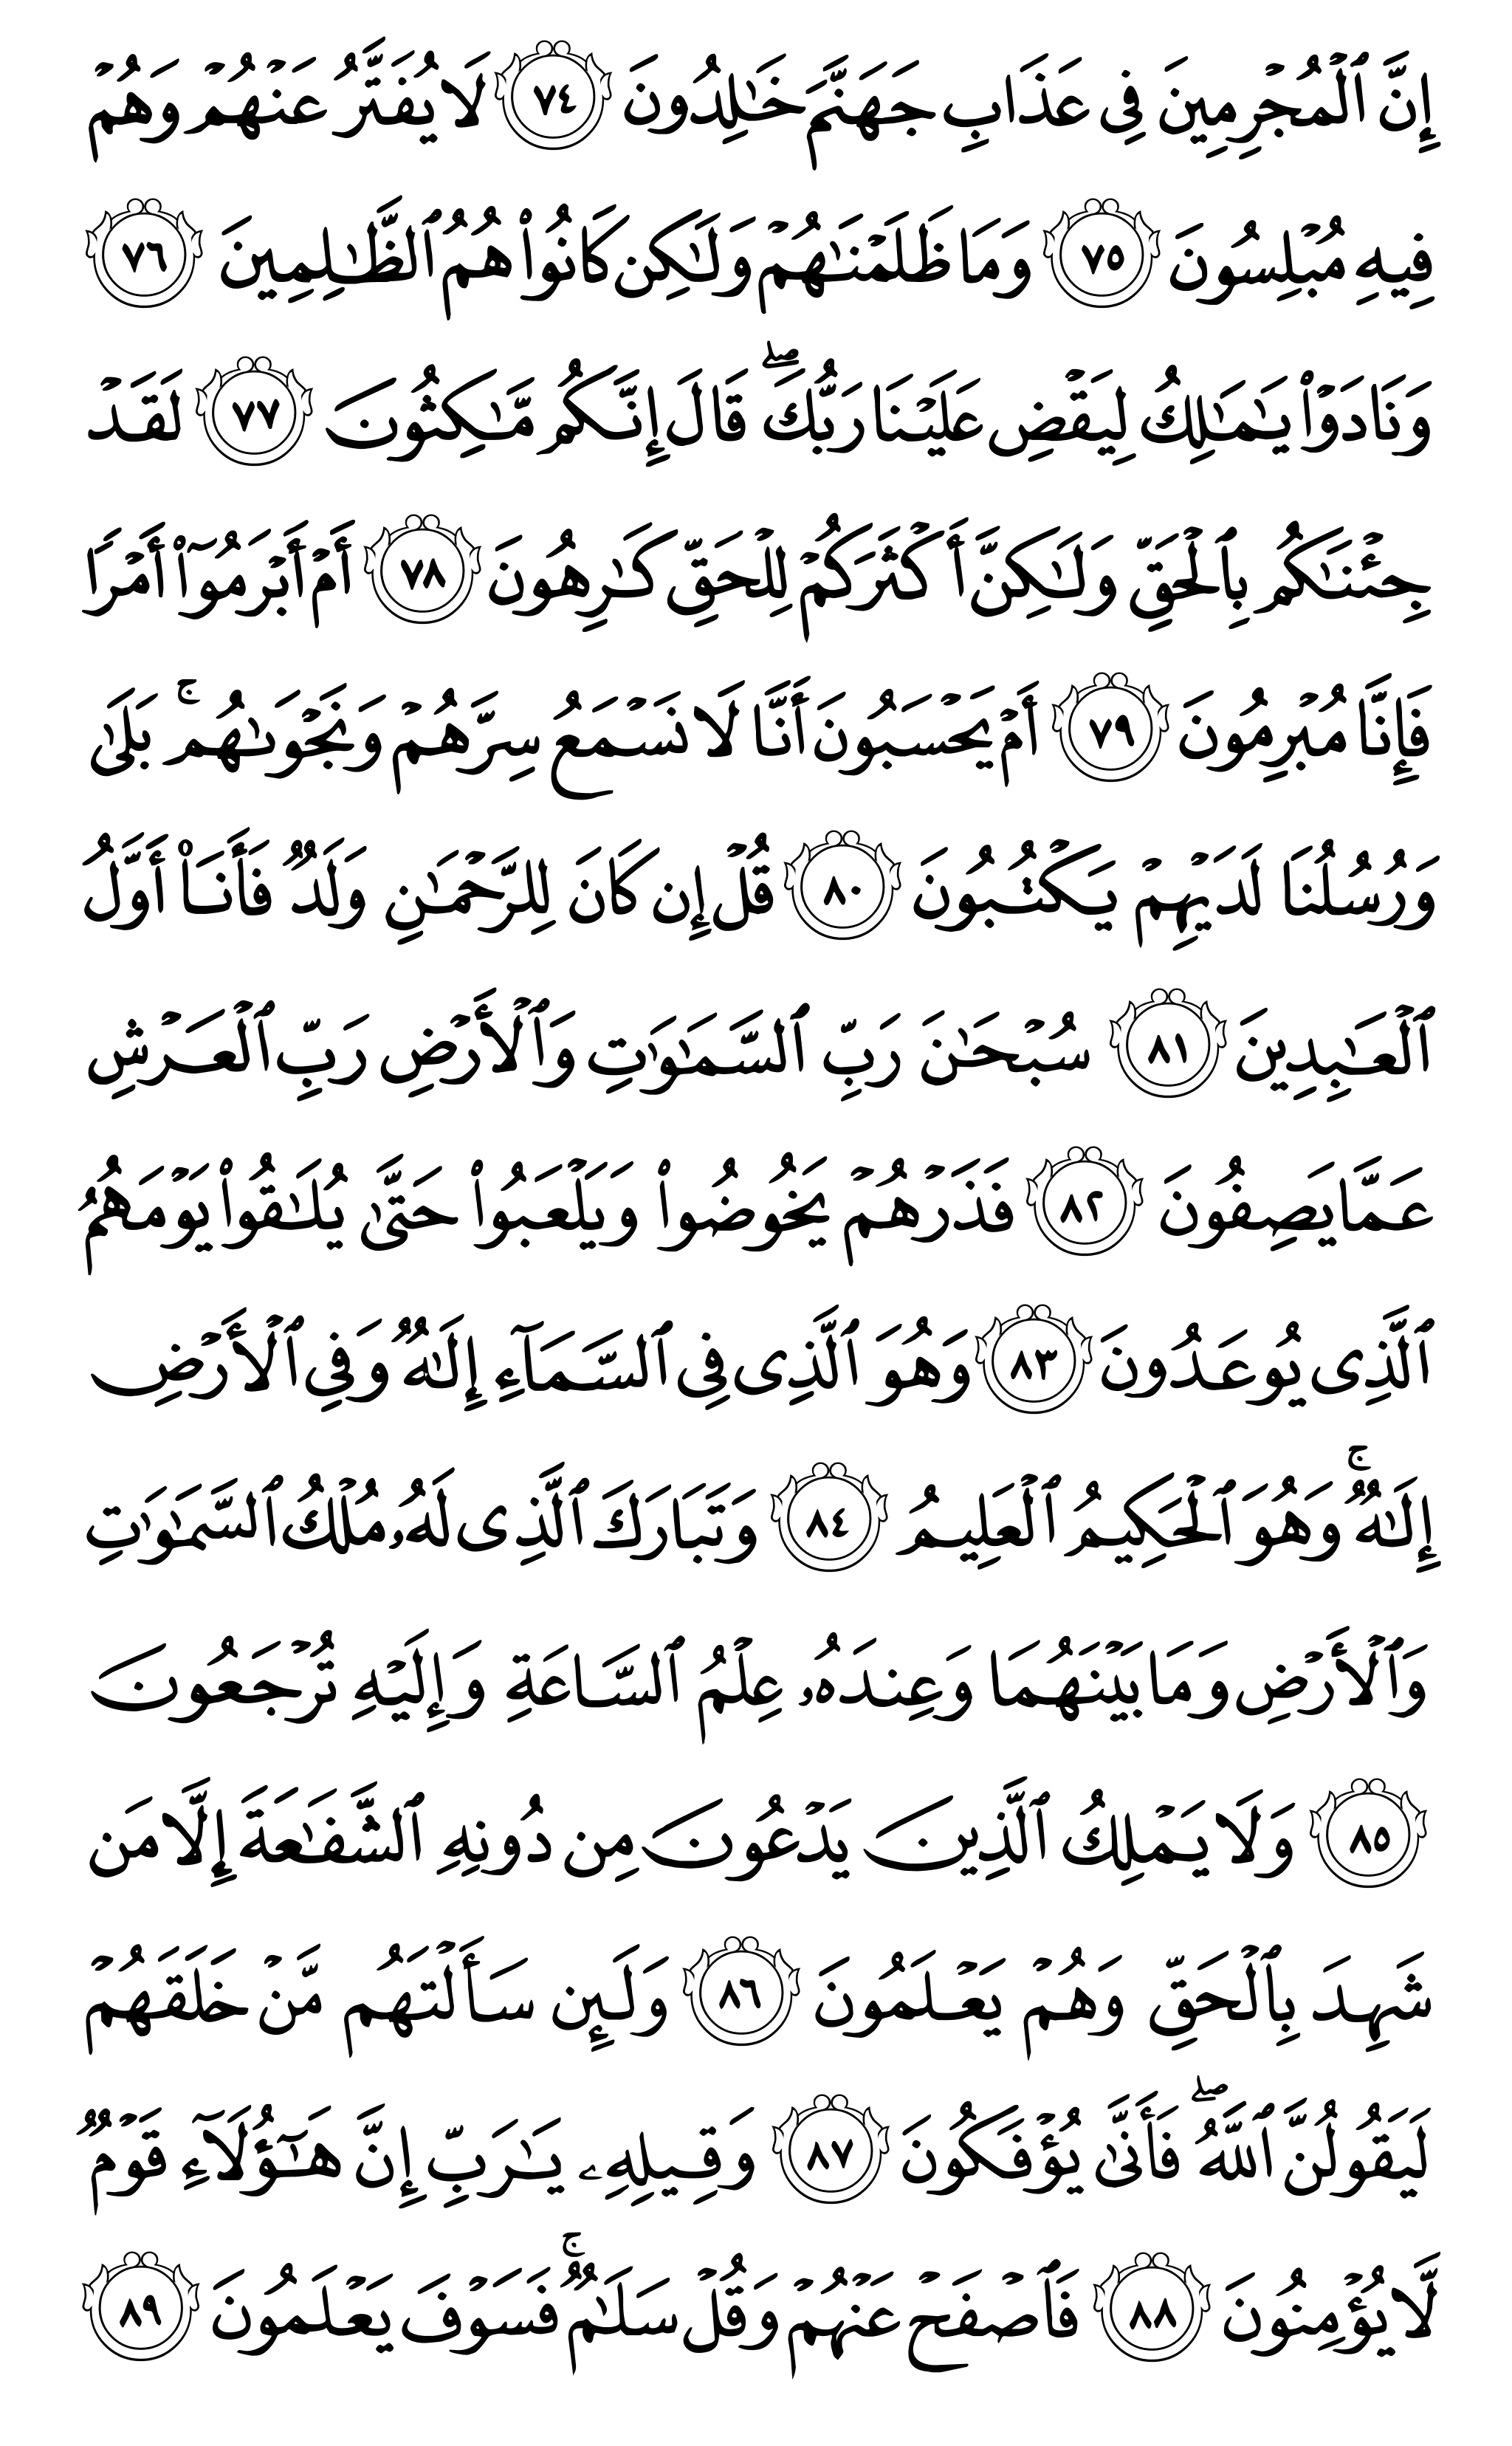 إِنَّ ٱلْمُجْرِمِينَ فِى عَذَابِ جَهَنَّمَ خَـٰلِدُونَ ٧٤ لَا يُفَتَّرُ عَنْهُمْ وَهُمْ
فِيهِ مُبْلِسُونَ ٧٥ وَمَا ظَلَمْنَـٰهُمْ وَلَـٰكِن كَانُوا۟ هُمُ ٱلظَّـٰلِمِينَ ٧٦
وَنَادَوْا۟ يَـٰمَـٰلِكُ لِيَقْضِ عَلَيْنَا رَبُّكَ ۖ قَالَ إِنَّكُم مَّـٰكِثُونَ ٧٧ لَقَدْ
جِئْنَـٰكُم بِٱلْحَقِّ وَلَـٰكِنَّ أَكْثَرَكُمْ لِلْحَقِّ كَـٰرِهُونَ ٧٨ أَمْ أَبْرَمُوٓا۟ أَمْرًا
فَإِنَّا مُبْرِمُونَ ٧٩ أَمْ يَحْسَبُونَ أَنَّا لَا نَسْمَعُ سِرَّهُمْ وَنَجْوَىٰهُم ۚ بَلَىٰ
وَرُسُلُنَا لَدَيْهِمْ يَكْتُبُونَ ٨٠ قُلْ إِن كَانَ لِلرَّحْمَـٰنِ وَلَدٌ فَأَنَا۠ أَوَّلُ
ٱلْعَـٰبِدِينَ ٨١ سُبْحَـٰنَ رَبِّ ٱلسَّمَـٰوَٰتِ وَٱلْأَرْضِ رَبِّ ٱلْعَرْشِ
عَمَّا يَصِفُونَ ٨٢ فَذَرْهُمْ يَخُوضُوا۟ وَيَلْعَبُوا۟ حَتَّىٰ يُلَـٰقُوا۟ يَوْمَهُمُ
ٱلَّذِى يُوعَدُونَ ٨٣ وَهُوَ ٱلَّذِى فِى ٱلسَّمَآءِ إِلَـٰهٌ وَفِى ٱلْأَرْضِ
إِلَـٰهٌ ۚ وَهُوَ ٱلْحَكِيمُ ٱلْعَلِيمُ ٨٤ وَتَبَارَكَ ٱلَّذِى لَهُۥ مُلْكُ ٱلسَّمَـٰوَٰتِ
وَٱلْأَرْضِ وَمَا بَيْنَهُمَا وَعِندَهُۥ عِلْمُ ٱلسَّاعَةِ وَإِلَيْهِ تُرْجَعُونَ
٨٥ وَلَا يَمْلِكُ ٱلَّذِينَ يَدْعُونَ مِن دُونِهِ ٱلشَّفَـٰعَةَ إِلَّا مَن
شَهِدَ بِٱلْحَقِّ وَهُمْ يَعْلَمُونَ ٨٦ وَلَئِن سَأَلْتَهُم مَّنْ خَلَقَهُمْ
لَيَقُولُنَّ ٱللَّهُ ۖ فَأَنَّىٰ يُؤْفَكُونَ ٨٧ وَقِيلِهِۦ يَـٰرَبِّ إِنَّ هَـٰٓؤُلَآءِ قَوْمٌ
لَّا يُؤْمِنُونَ ٨٨ فَٱصْفَحْ عَنْهُمْ وَقُلْ سَلَـٰمٌ ۚ فَسَوْفَ يَعْلَمُونَ ٨٩